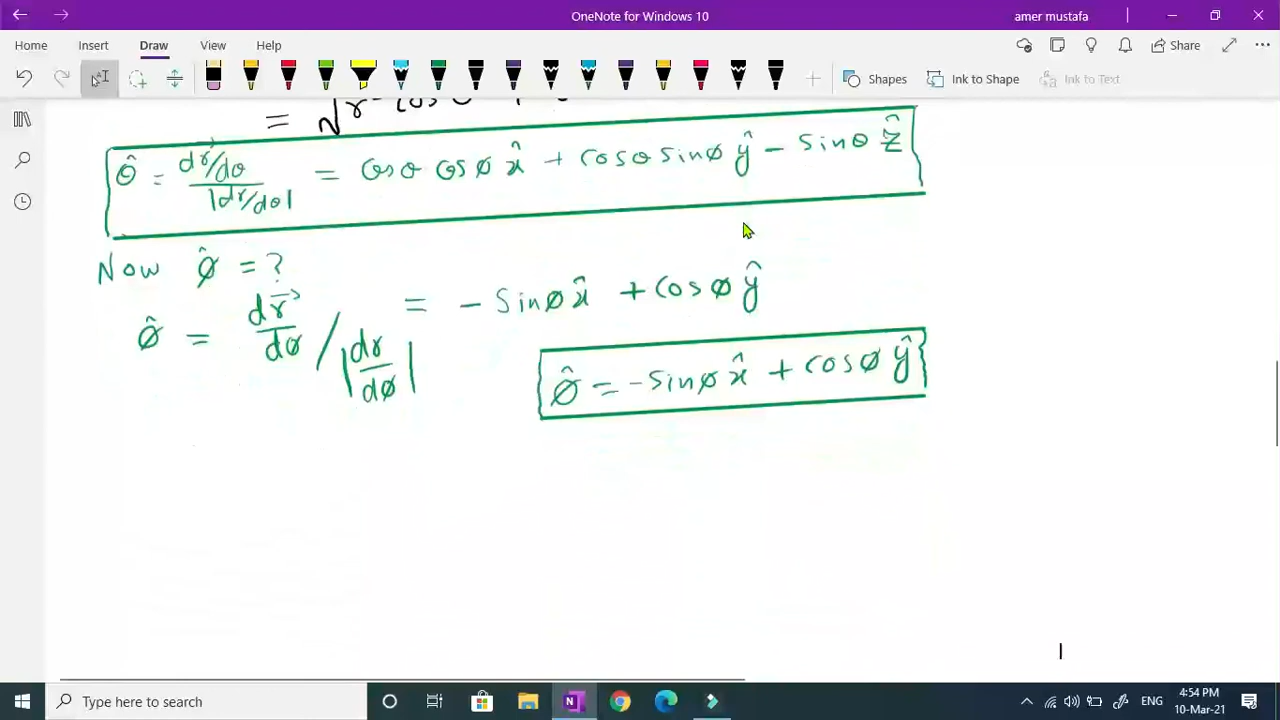 OneNote for Windows 10
amer mustafa
Home Insert Draw View Help
Share
Shapes Ink to Shape Ink to Text
= √r² cos
θ̂ = dr⃗/dθ / |dr/dθ| = cosθ cosφ x̂ + cosθ sinφ ŷ − sinθ ẑ
Now φ̂ = ?
φ̂ = dr⃗/dφ / |dr/dφ| = − sinφ x̂ + cosφ ŷ
φ̂ = -sinφ x̂ + cosφ ŷ
Type here to search
ENG
4:54 PM
10-Mar-21